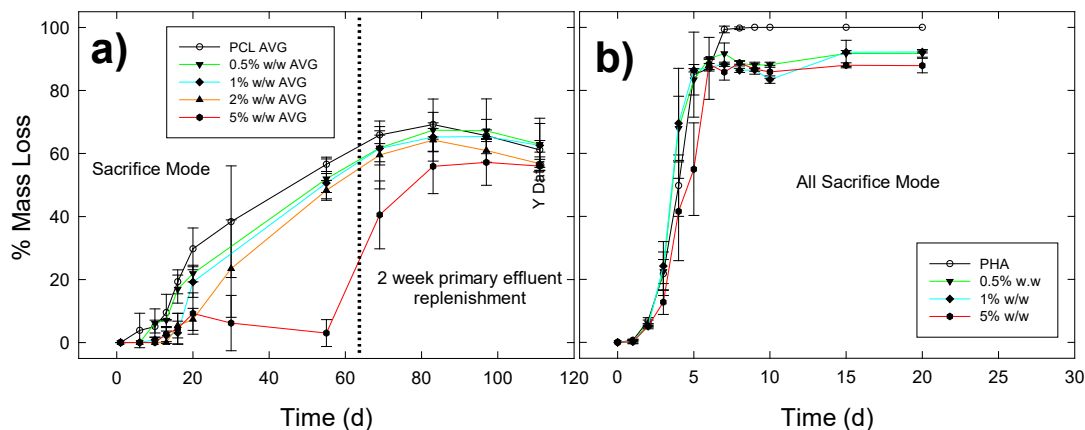 a)
PCL AVG
0.5% w/w AVG
1% w/w AVG
2% w/w AVG
5% w/w AVG
Sacrifice Mode
2 week primary effluent
replenishment
Y Da
% Mass Loss
100
80
60
40
20
0
0 20 40 60 80 100 120
Time (d)
b)
All Sacrifice Mode
PHA
0.5% w.w
1% w/w
5% w/w
0 5 10 15 20 25 30
Time (d)